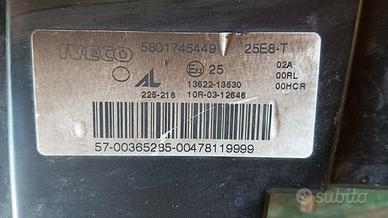 IVECO 5801745449 25E8-T
E13 25 02A
00RL
AL 13622-13530 00HCR
225-216 10R-03-12646
57-00365235-00478119999
subito